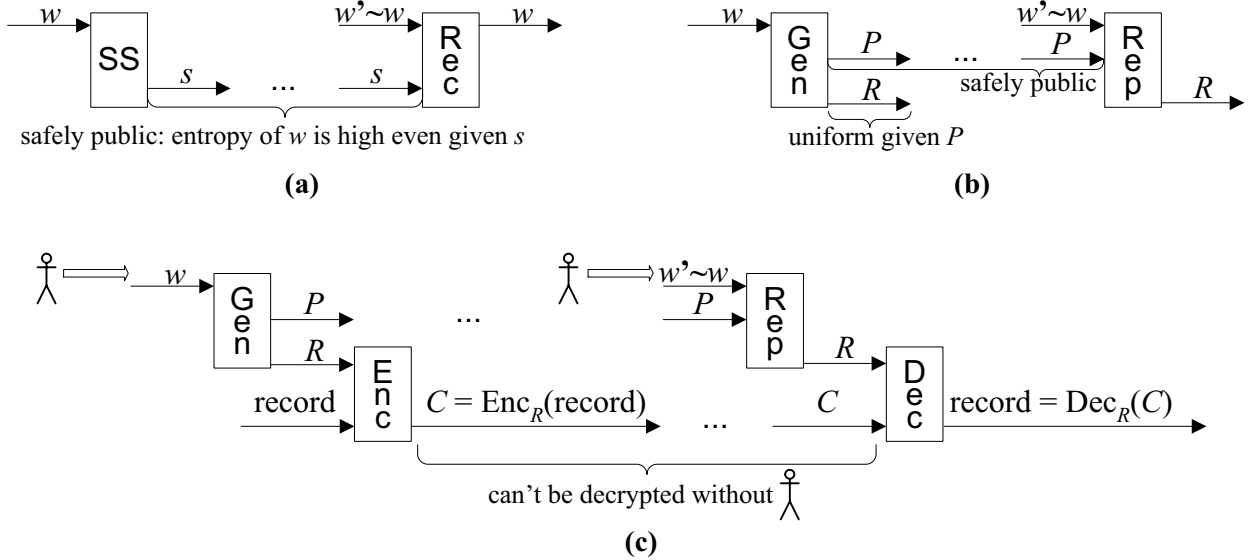 w SS s ... s w'~w Rec w
safely public: entropy of w is high even given s
(a)
w Gen P ... w'~w P Rep
R safely public R
uniform given P
(b)
w Gen P ... w'~w P Rep
R Enc R Dec
record C = Enc_R(record) ... C record = Dec_R(C)
can't be decrypted without
(c)